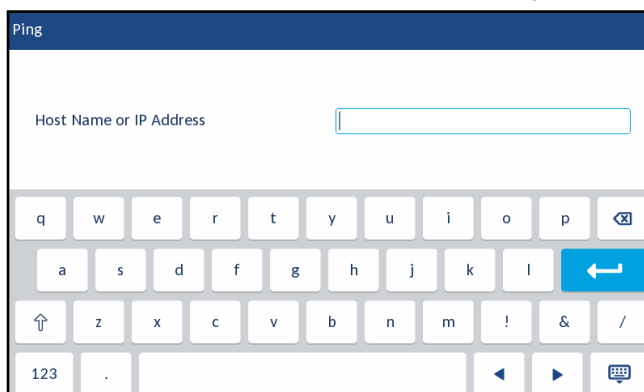 Ping
Host Name or IP Address
q w e r t y u i o p
a s d f g h j k l
z x c v b n m ! & /
123 .